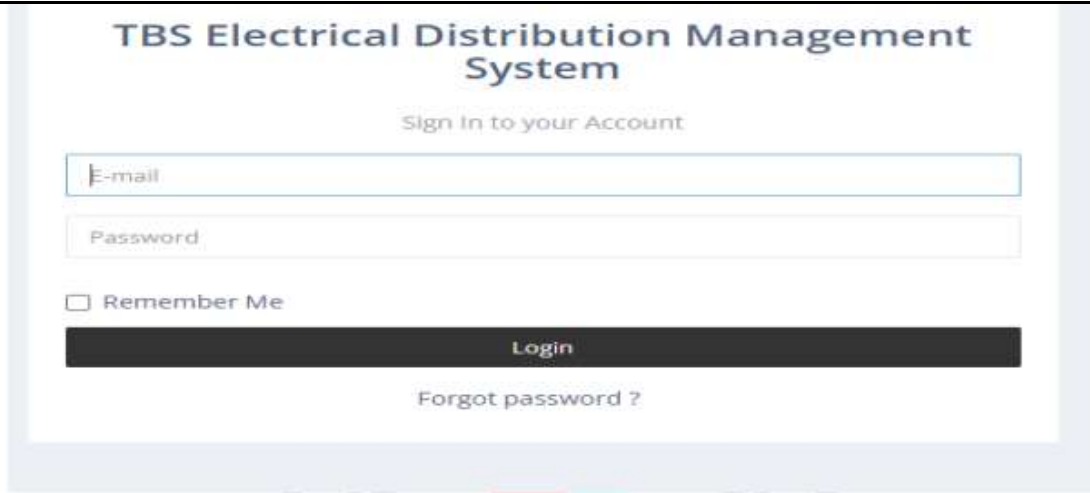 TBS Electrical Distribution Management
System
Sign In to your Account
E-mail
Password
Remember Me
Login
Forgot password ?